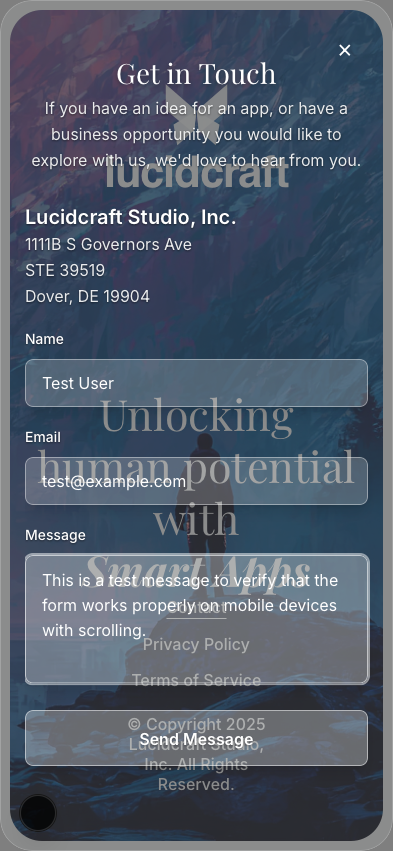 ×
Get in Touch
If you have an idea for an app, or have a
business opportunity you would like to
explore with us, we'd love to hear from you.
lucidcraft
Lucidcraft Studio, Inc.
1111B S Governors Ave
STE 39519
Dover, DE 19904
Name
Test User
Unlocking
Email
human potential
test@example.com
with
Message
Smart Apps
This is a test message to verify that the
form works properly on mobile devices
with scrolling.
Contact
Privacy Policy
Terms of Service
© Copyright 2025
Send Message
Lucidcraft Studio,
Inc. All Rights
Reserved.